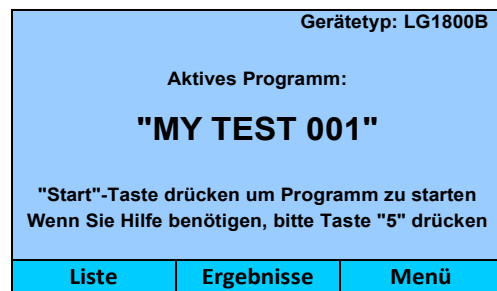 Gerätetyp: LG1800B
Aktives Programm:
"MY TEST 001"
"Start"-Taste drücken um Programm zu starten
Wenn Sie Hilfe benötigen, bitte Taste "5" drücken
Liste Ergebnisse Menü